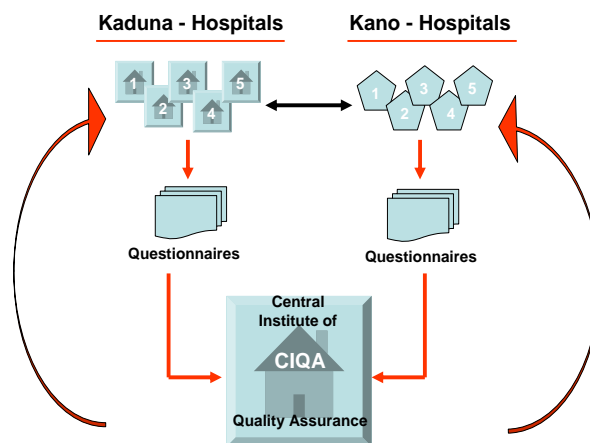 Kaduna - Hospitals
Kano - Hospitals
1 3 5
2 4
3 5
1
2 4
Questionnaires
Questionnaires
Central
Institute of
CIQA
Quality Assurance